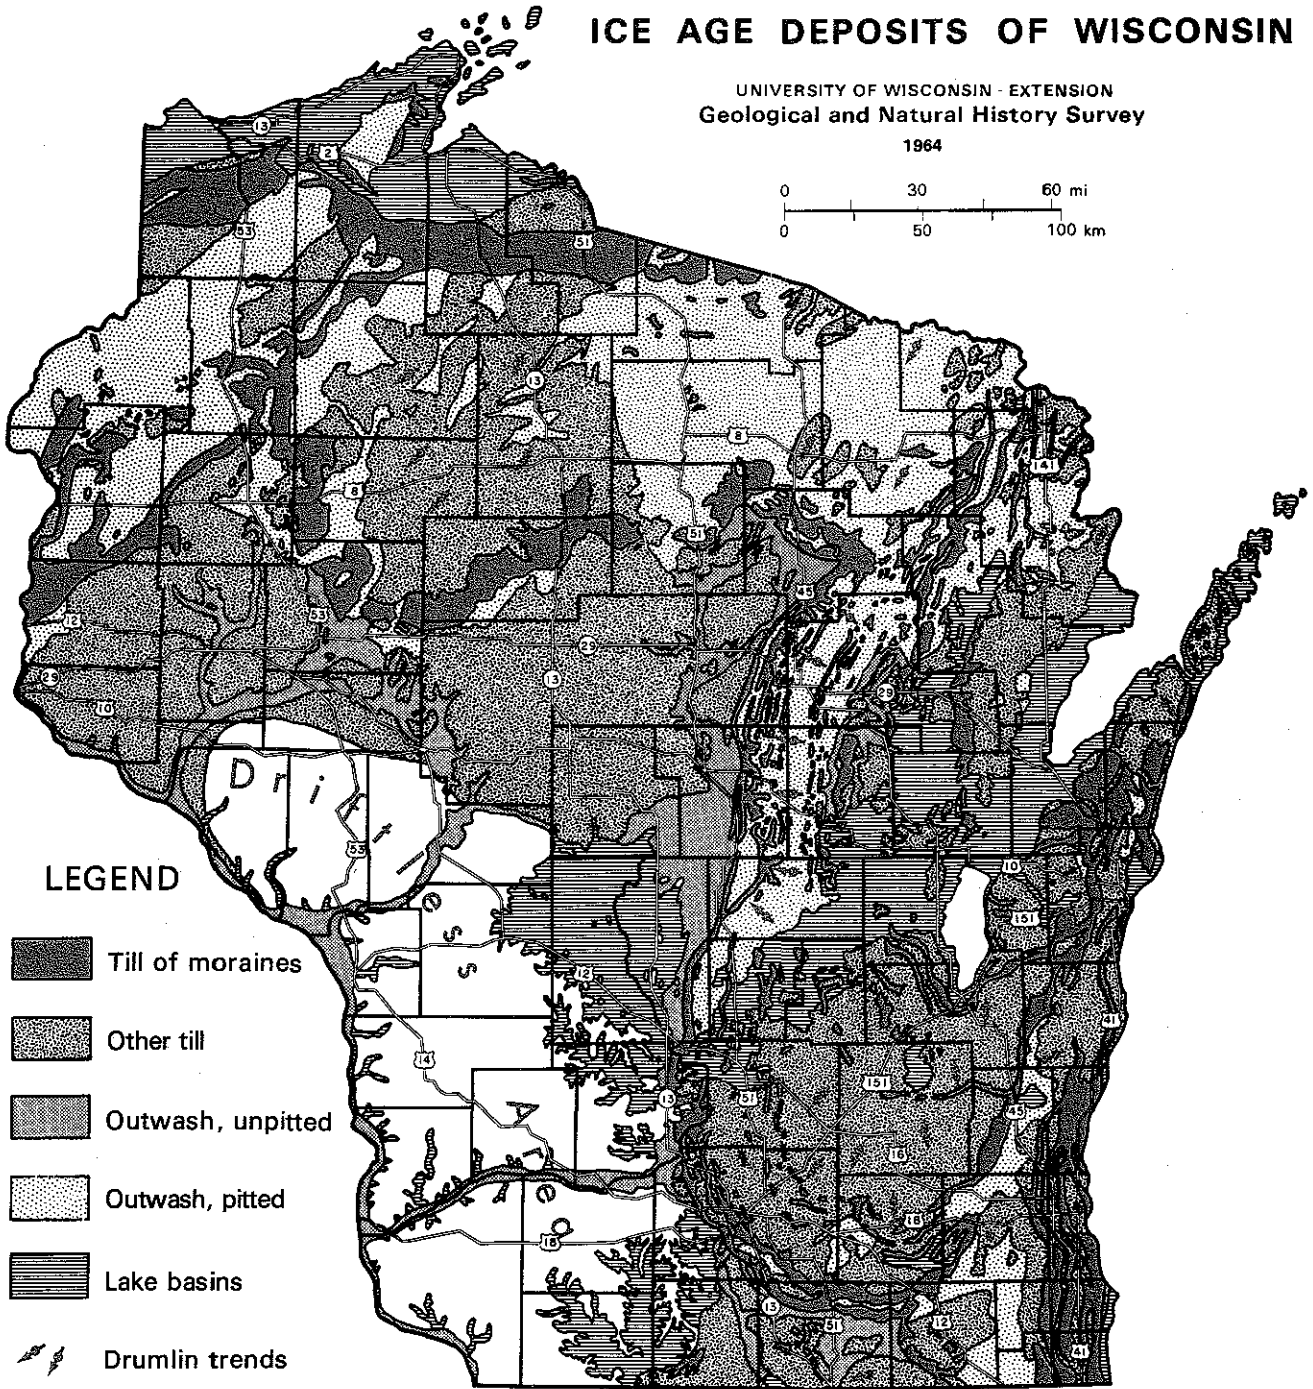 ICE AGE DEPOSITS OF WISCONSIN
UNIVERSITY OF WISCONSIN - EXTENSION
Geological and Natural History Survey
1964
0 30 60 mi
0 50 100 km
13
2
53
51
13
8
141
8
51
45
53
12
29
13
29
10
29
Driftless Area
53
10
151
12
41
14
151
13
51
45
16
18
18
13
51
12
41
LEGEND
Till of moraines
Other till
Outwash, unpitted
Outwash, pitted
Lake basins
Drumlin trends